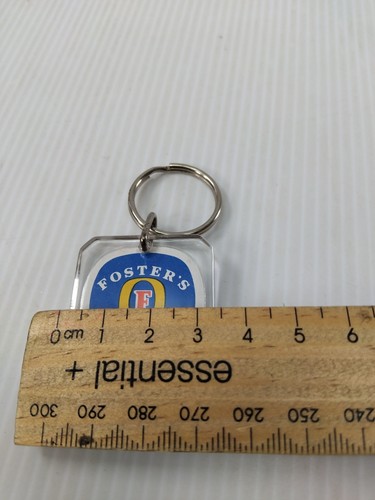 FOSTER'S
F
0 cm 1 2 3 4 5 6
essential +
300 290 280 270 260 250 240